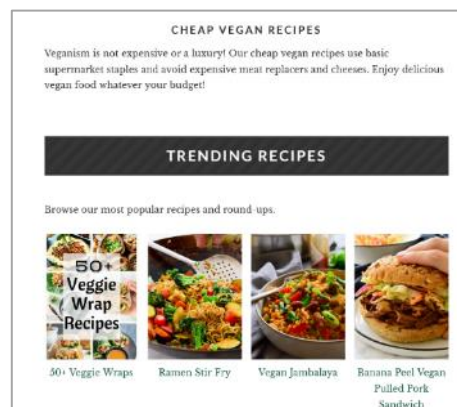 CHEAP VEGAN RECIPES
Veganism is not expensive or a luxury! Our cheap vegan recipes use basic
supermarket staples and avoid expensive meat replacers and cheeses. Enjoy delicious
vegan food whatever your budget!
TRENDING RECIPES
Browse our most popular recipes and round-ups.
50+
Veggie
Wrap
Recipes
50+ Veggie Wraps
Ramen Stir Fry
Vegan Jambalaya
Banana Peel Vegan
Pulled Pork
Sandwich